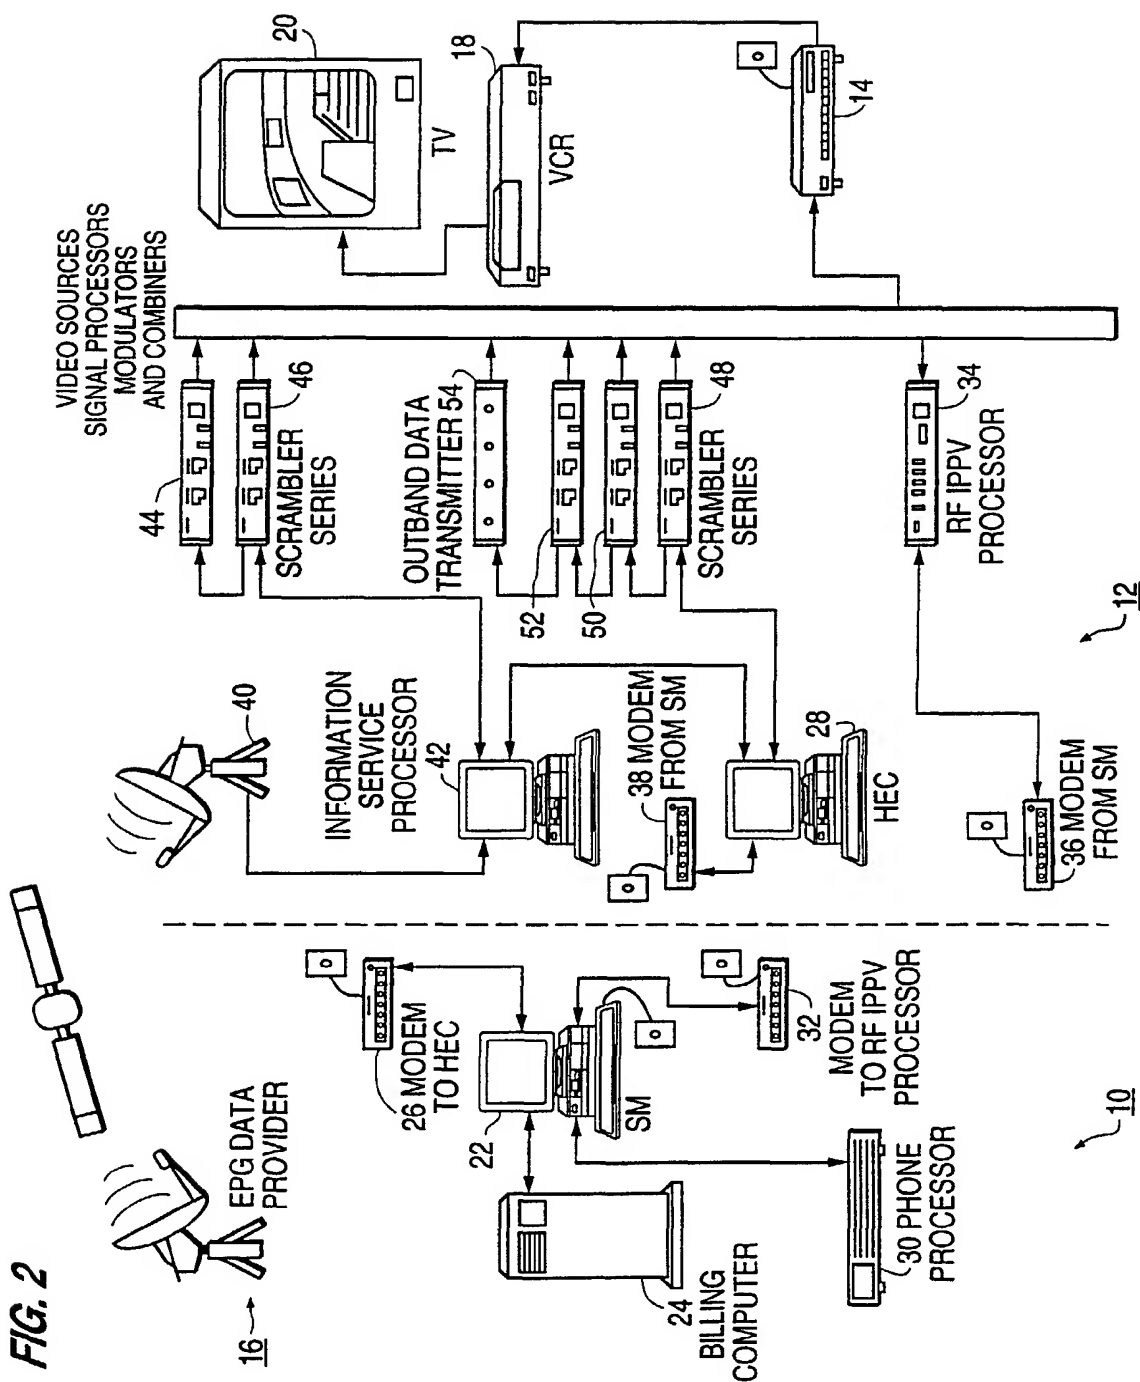 FIG. 2
16
EPG DATA
PROVIDER
40
24
BILLING
COMPUTER
22
SM
26 MODEM
TO HEC
32
MODEM
TO RF IPPV
PROCESSOR
30 PHONE
PROCESSOR
10
INFORMATION
SERVICE
PROCESSOR
42
38 MODEM
FROM SM
28
HEC
36 MODEM
FROM SM
12
44
46
SCRAMBLER
SERIES
OUTBAND DATA
TRANSMITTER 54
52
50
48
SCRAMBLER
SERIES
34
RF IPPV
PROCESSOR
VIDEO SOURCES
SIGNAL PROCESSORS
MODULATORS
AND COMBINERS
20
TV
18
VCR
14